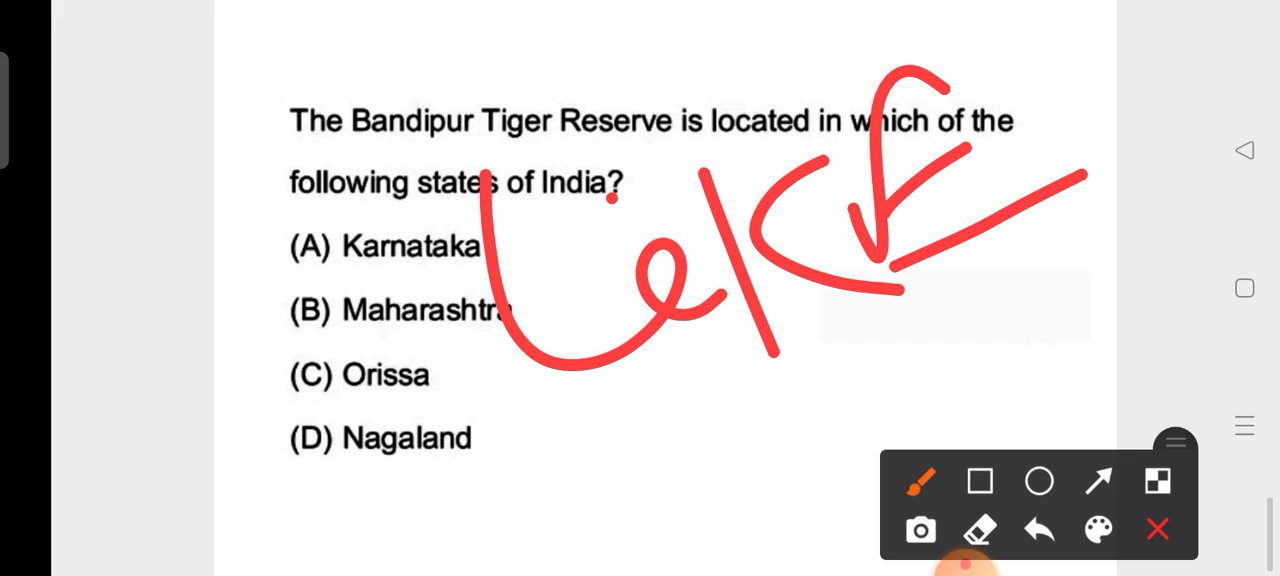 The Bandipur Tiger Reserve is located in which of the
following states of India?
(A) Karnataka
(B) Maharashtra
(C) Orissa
(D) Nagaland